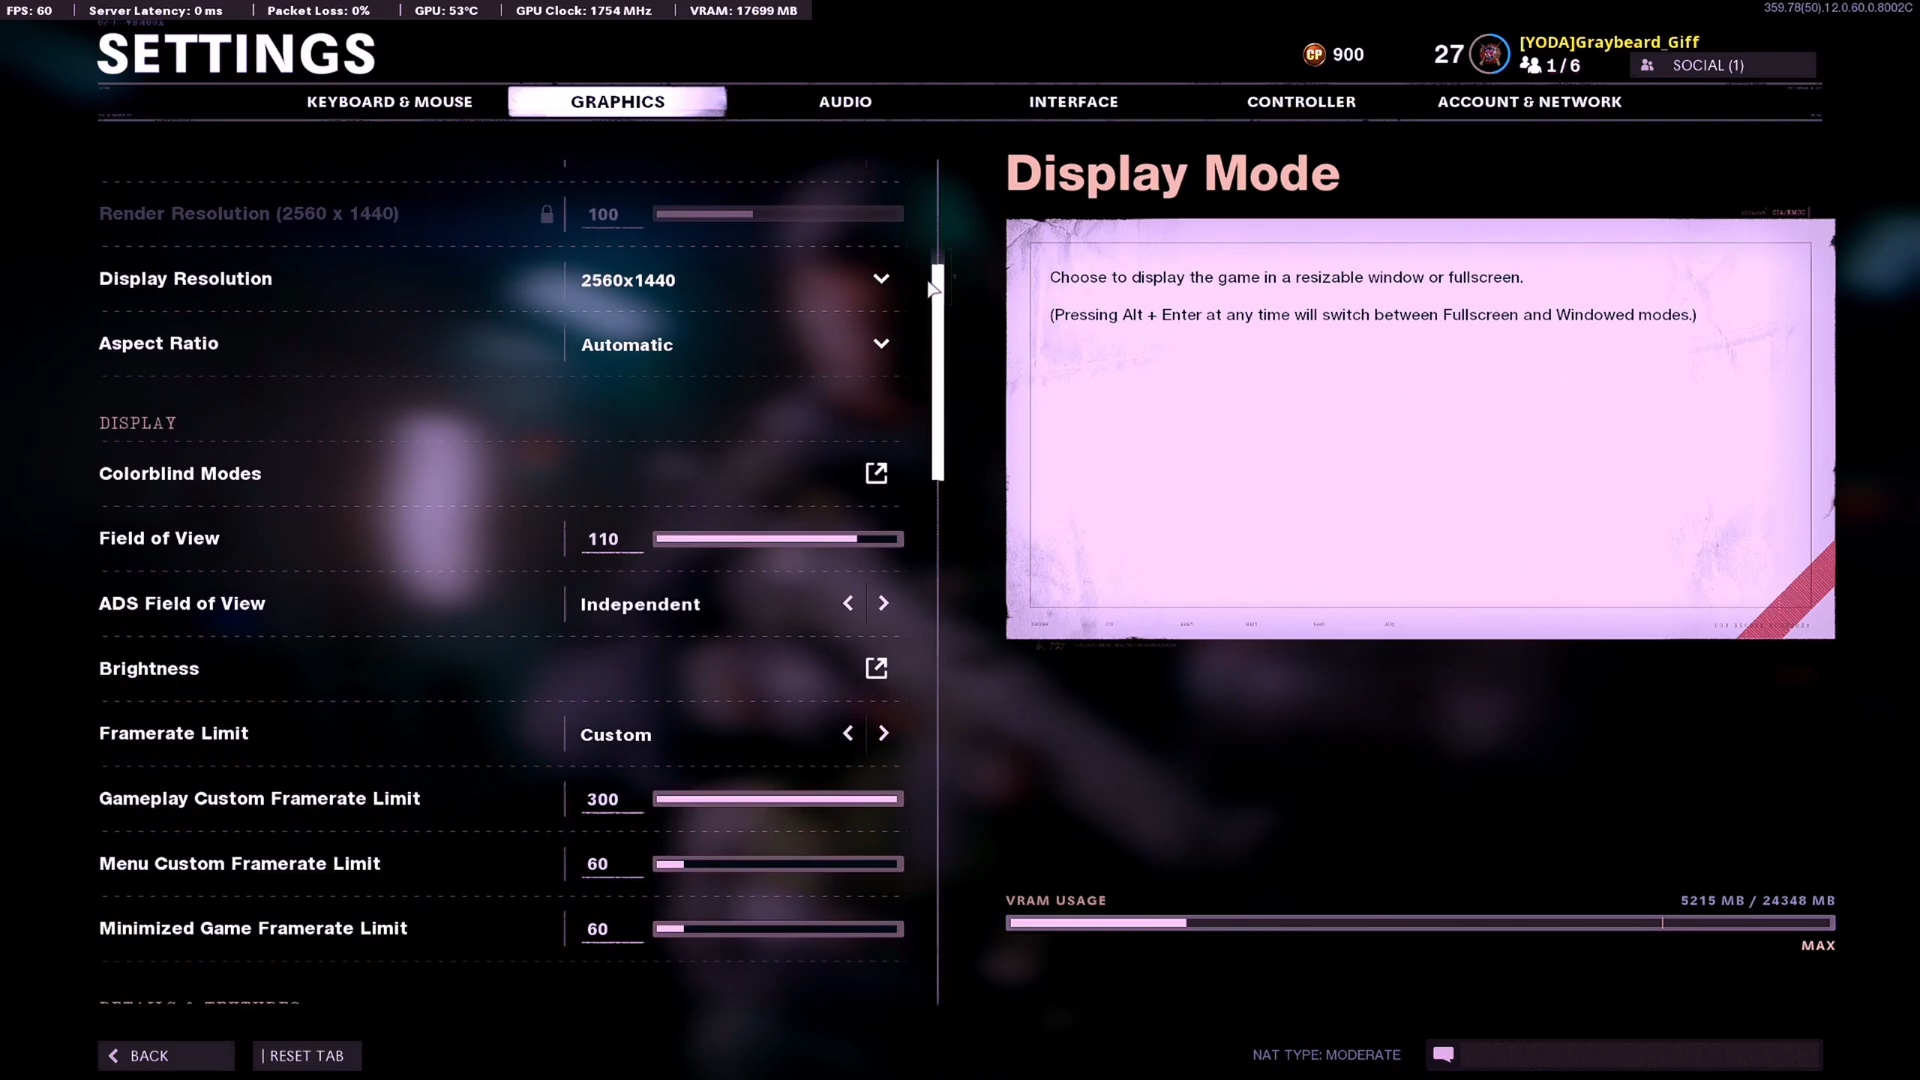 FPS: 60 | Server Latency: 0 ms | Packet Loss: 0% | GPU: 53°C | GPU Clock: 1754 MHz | VRAM: 17699 MB
359.78(50).12.0.60.0.8002C
SETTINGS
CP 900
27
[YODA]Graybeard_Giff
1 / 6
SOCIAL (1)
KEYBOARD & MOUSE
GRAPHICS
AUDIO
INTERFACE
CONTROLLER
ACCOUNT & NETWORK
Render Resolution (2560 x 1440) 100
Display Resolution 2560x1440
Aspect Ratio Automatic
DISPLAY
Colorblind Modes
Field of View 110
ADS Field of View Independent
Brightness
Framerate Limit Custom
Gameplay Custom Framerate Limit 300
Menu Custom Framerate Limit 60
Minimized Game Framerate Limit 60
DETAILS & TEXTURES
Display Mode
Choose to display the game in a resizable window or fullscreen.
(Pressing Alt + Enter at any time will switch between Fullscreen and Windowed modes.)
VRAM USAGE
5215 MB / 24348 MB
MAX
BACK
RESET TAB
NAT TYPE: MODERATE